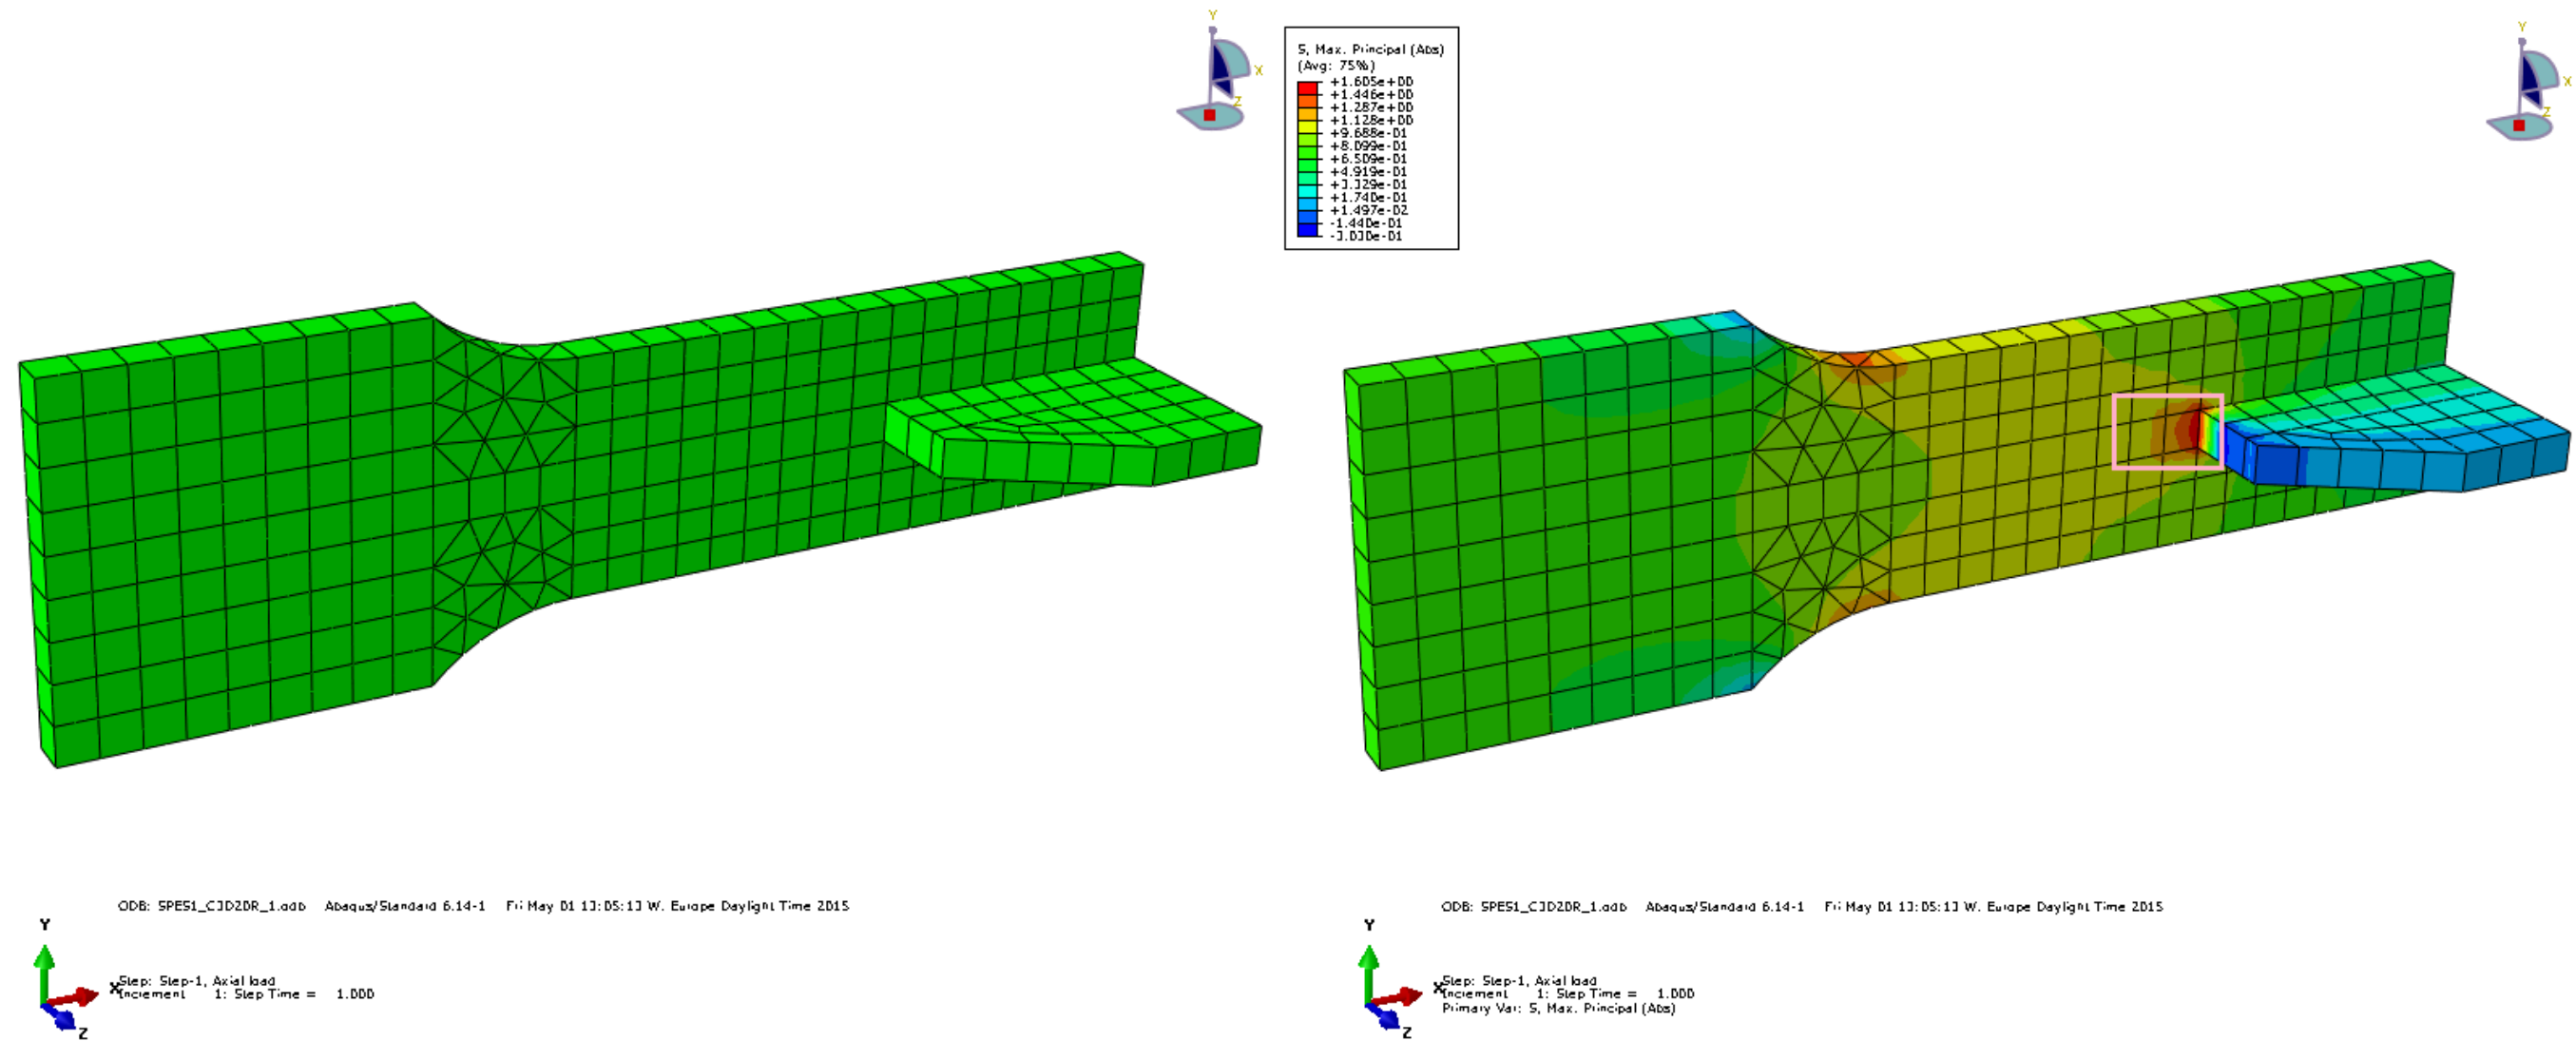 Y
X
Z
S, Max. Principal (Abs)
(Avg: 75%)
+1.605e+00
+1.446e+00
+1.287e+00
+1.128e+00
+9.688e-01
+8.099e-01
+6.509e-01
+4.919e-01
+3.329e-01
+1.740e-01
+1.497e-02
-1.440e-01
-3.030e-01
Y
X
Z
ODB: SPES1_C3D20R_1.odb Abaqus/Standard 6.14-1 Fri May 01 13:05:13 W. Europe Daylight Time 2015
Y
X
Z
Step: Step-1, Axial load
Increment 1: Step Time = 1.000
ODB: SPES1_C3D20R_1.odb Abaqus/Standard 6.14-1 Fri May 01 13:05:13 W. Europe Daylight Time 2015
Y
X
Z
Step: Step-1, Axial load
Increment 1: Step Time = 1.000
Primary Var: S, Max. Principal (Abs)